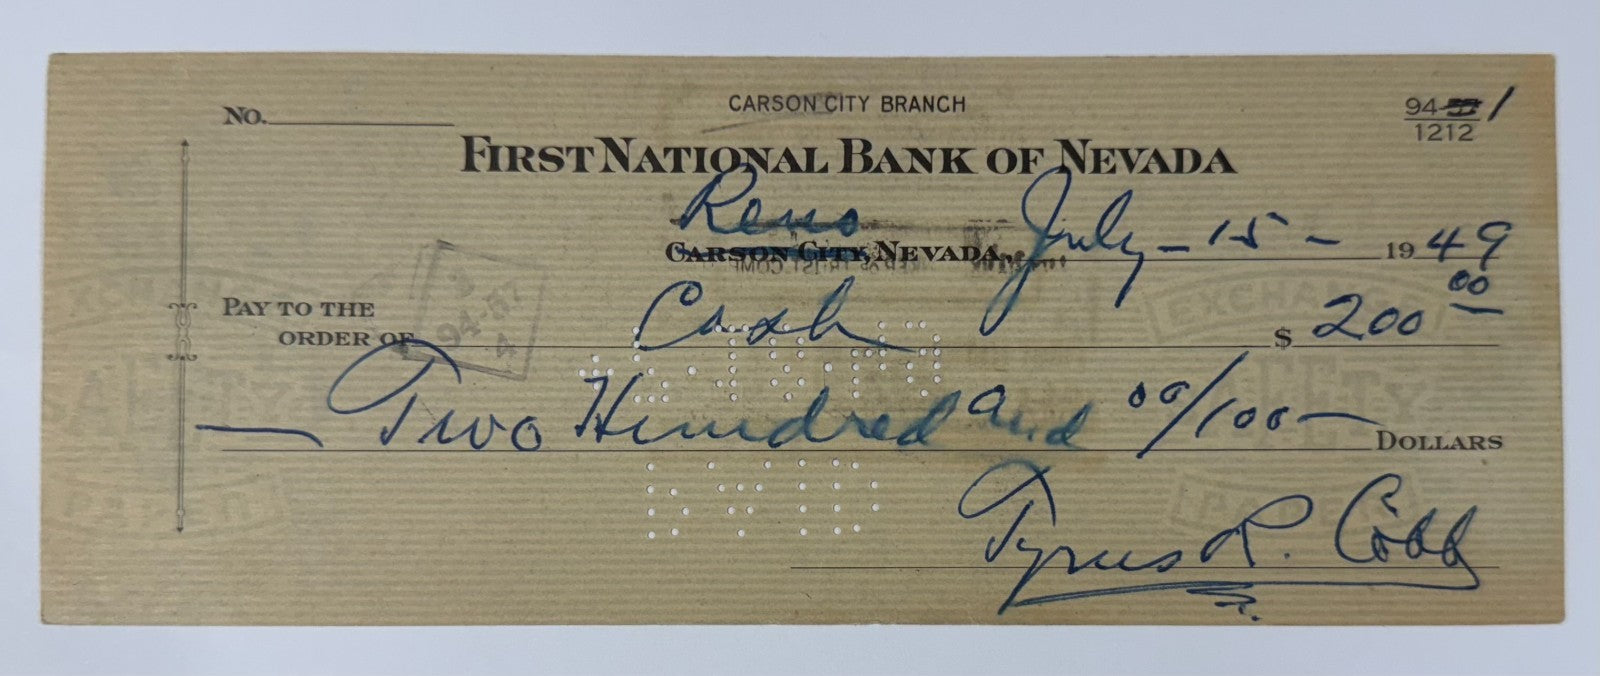 CARSON CITY BRANCH
NO.
94- 1
1212
FIRST NATIONAL BANK OF NEVADA
Reno
CARSON CITY, NEVADA, July - 15 - 1949
PAY TO THE
ORDER OF Cash $ 200 00
Two Hundred and 00/100 DOLLARS
Tyrus R. Cobb